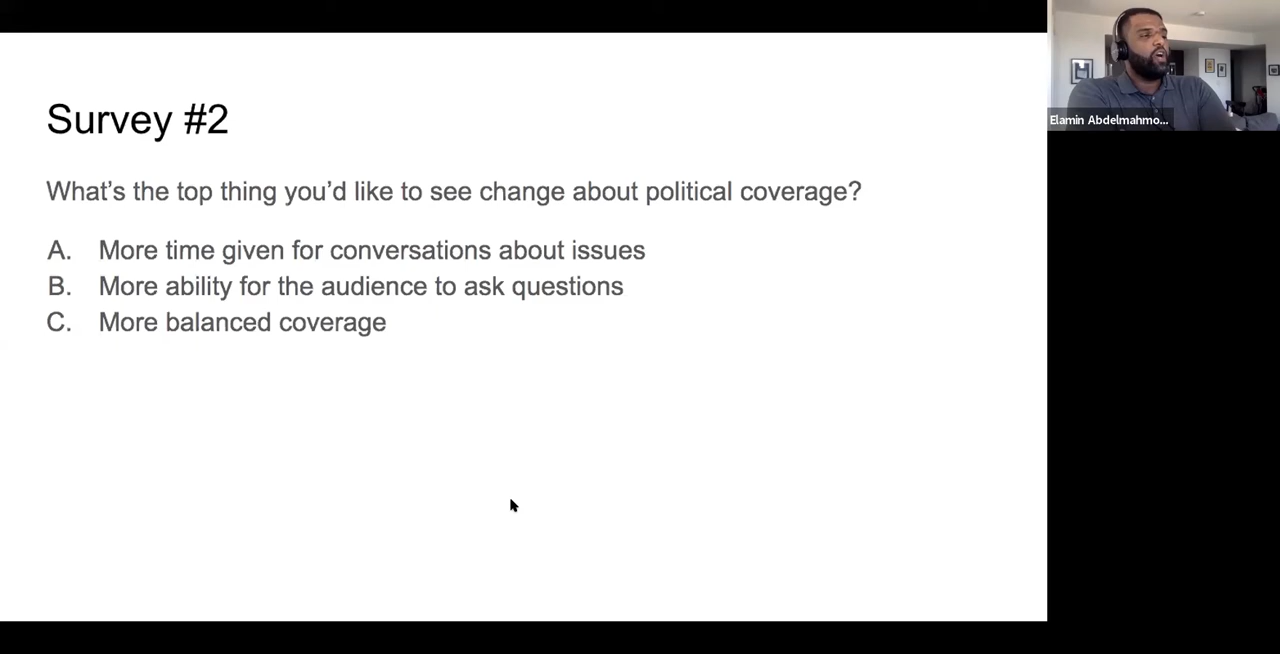 Survey #2
What’s the top thing you’d like to see change about political coverage?
A. More time given for conversations about issues
B. More ability for the audience to ask questions
C. More balanced coverage
Elamin Abdelmahmo...